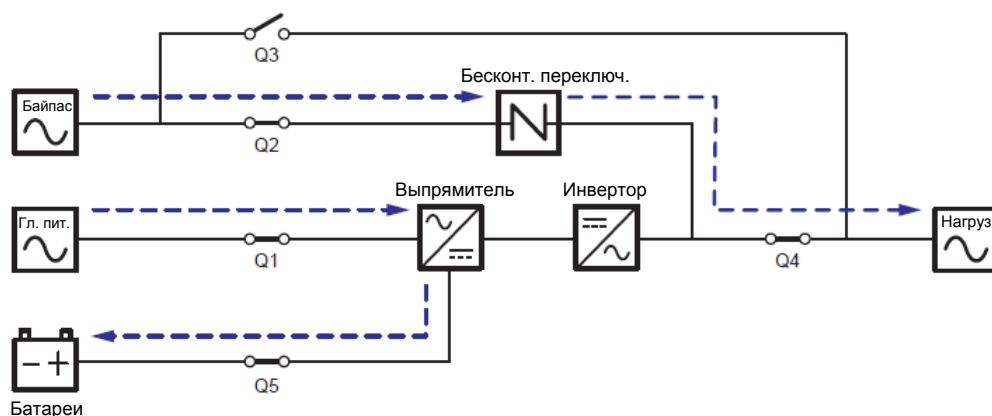 Q3
Бесконт. переключ.
Байпас
Q2
Выпрямитель
Инвертор
Гл. пит.
Нагруз
Q1
Q4
Q5
Батареи